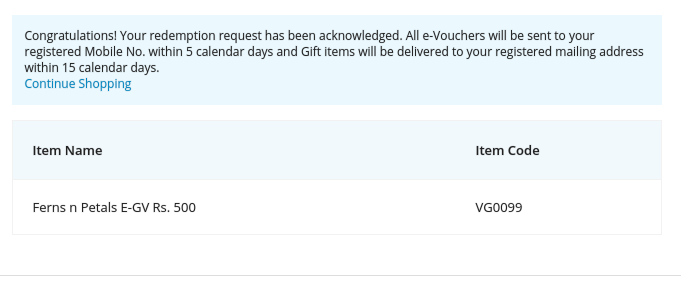 Congratulations! Your redemption request has been acknowledged. All e-Vouchers will be sent to your
registered Mobile No. within 5 calendar days and Gift items will be delivered to your registered mailing address
within 15 calendar days.
Continue Shopping
Item Name Item Code
Ferns n Petals E-GV Rs. 500 VG0099